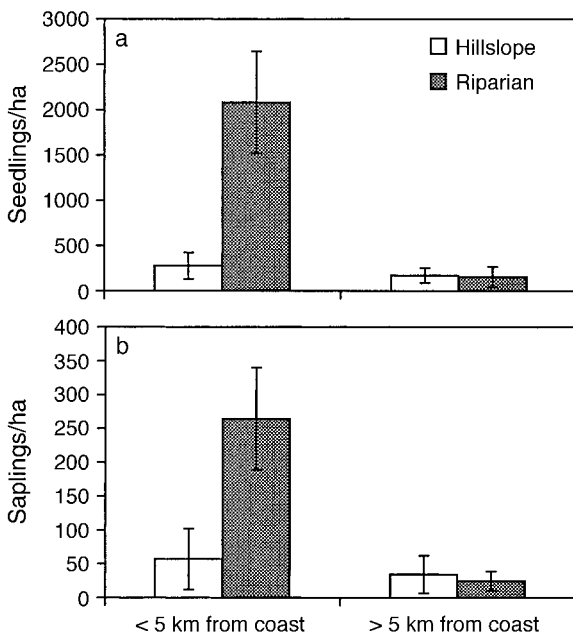 a
Hillslope
Riparian
Seedlings/ha
3000
2500
2000
1500
1000
500
0
b
Saplings/ha
400
350
300
250
200
150
100
50
0
< 5 km from coast
> 5 km from coast